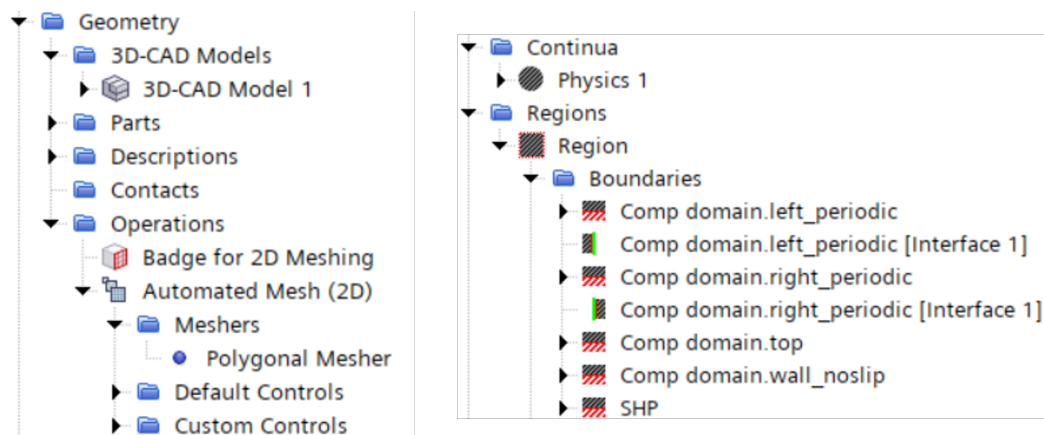 Geometry
3D-CAD Models
3D-CAD Model 1
Parts
Descriptions
Contacts
Operations
Badge for 2D Meshing
Automated Mesh (2D)
Meshers
Polygonal Mesher
Default Controls
Custom Controls
Continua
Physics 1
Regions
Region
Boundaries
Comp domain.left_periodic
Comp domain.left_periodic [Interface 1]
Comp domain.right_periodic
Comp domain.right_periodic [Interface 1]
Comp domain.top
Comp domain.wall_noslip
SHP